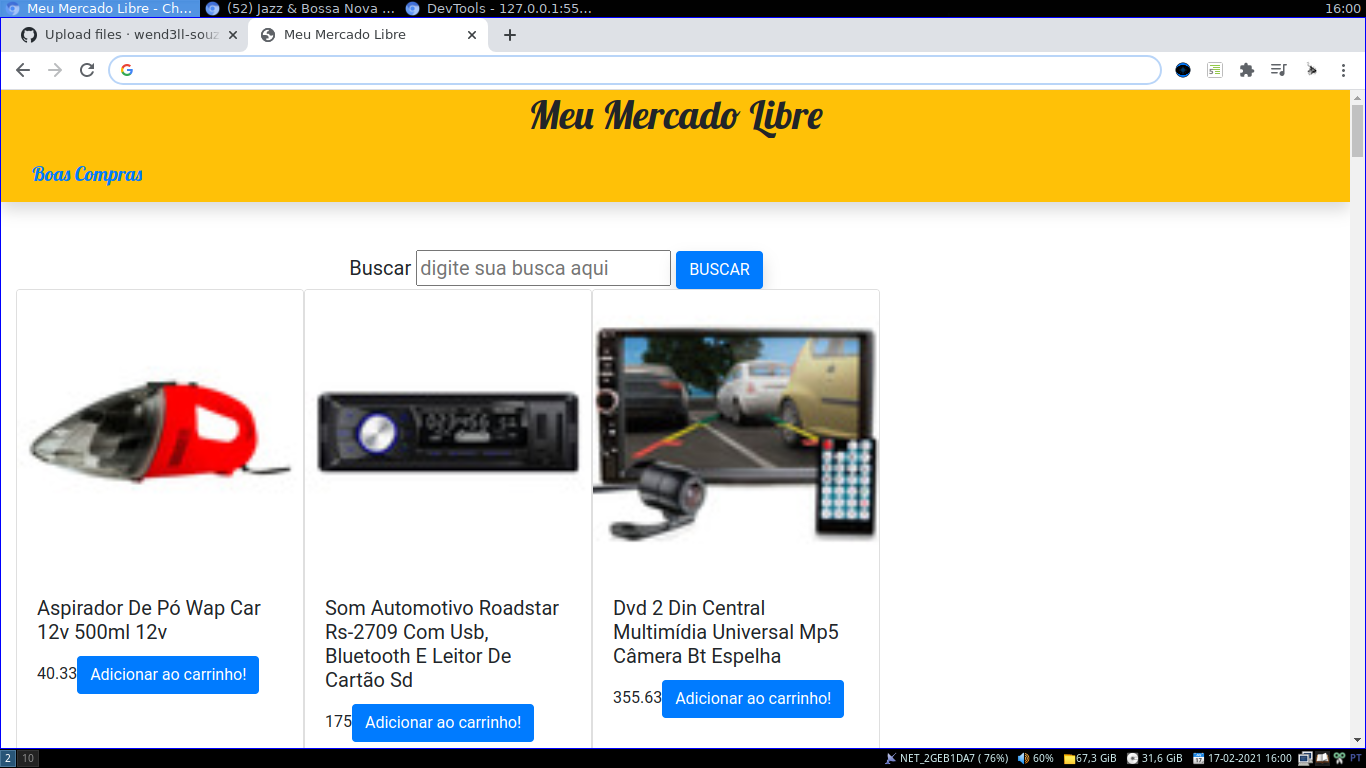 Meu Mercado Libre - Ch...
(52) Jazz & Bossa Nova ...
DevTools - 127.0.0.1:55...
16:00
Upload files · wend3ll-souz
Meu Mercado Libre
Meu Mercado Libre
Boas Compras
Buscar digite sua busca aqui BUSCAR
Aspirador De Pó Wap Car
12v 500ml 12v
40.33 Adicionar ao carrinho!
Som Automotivo Roadstar
Rs-2709 Com Usb,
Bluetooth E Leitor De
Cartão Sd
175 Adicionar ao carrinho!
Dvd 2 Din Central
Multimídia Universal Mp5
Câmera Bt Espelha
355.63 Adicionar ao carrinho!
2 10
NET_2GEB1DA7 ( 76%) 60% 67,3 GiB 31,6 GiB 17-02-2021 16:00 PT